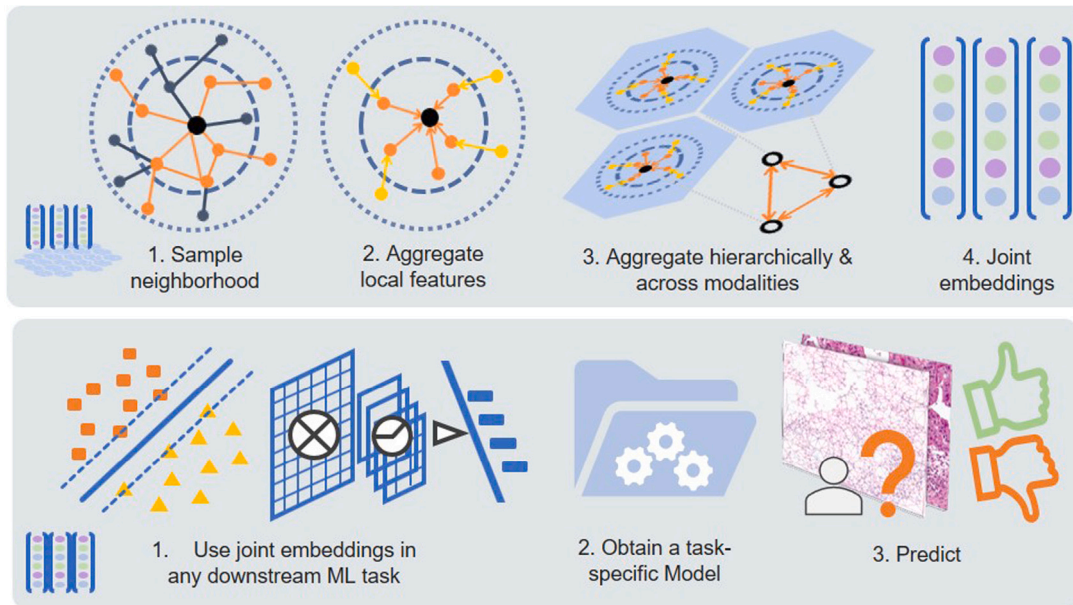 1. Sample
neighborhood
2. Aggregate
local features
3. Aggregate hierarchically &
across modalities
4. Joint
embeddings
1. Use joint embeddings in
any downstream ML task
2. Obtain a task-
specific Model
3. Predict
?